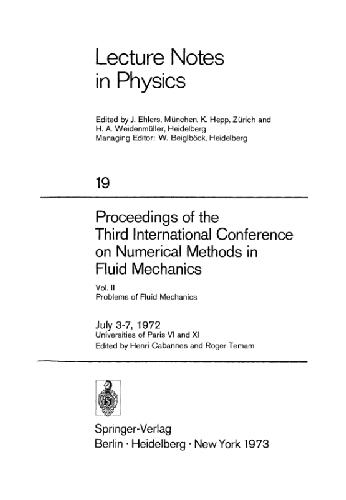 Lecture Notes
in Physics
Edited by J. Ehlers, München, K. Hepp, Zürich and
H. A. Weidenmüller, Heidelberg
Managing Editor: W. Beiglböck, Heidelberg
19
Proceedings of the
Third International Conference
on Numerical Methods in
Fluid Mechanics
Vol. II
Problems of Fluid Mechanics
July 3-7, 1972
Universities of Paris VI and XI
Edited by Henri Cabannes and Roger Temam
Springer-Verlag
Berlin · Heidelberg · New York 1973